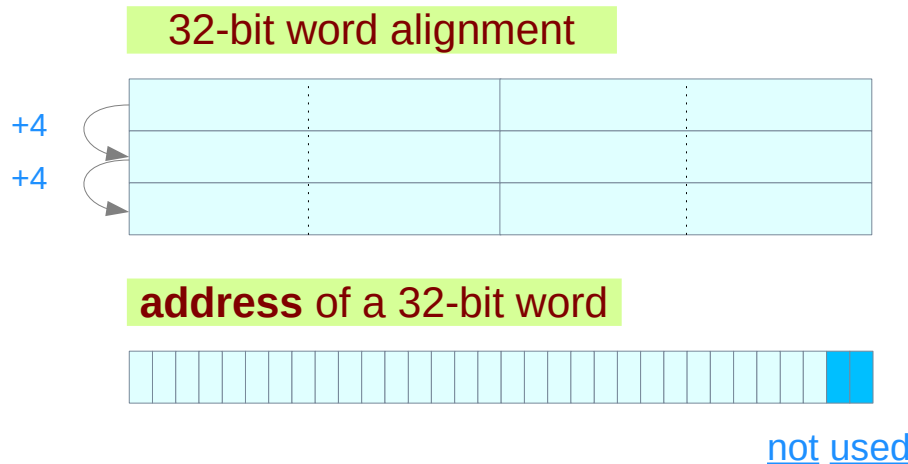 32-bit word alignment
+4
+4
address of a 32-bit word
not used